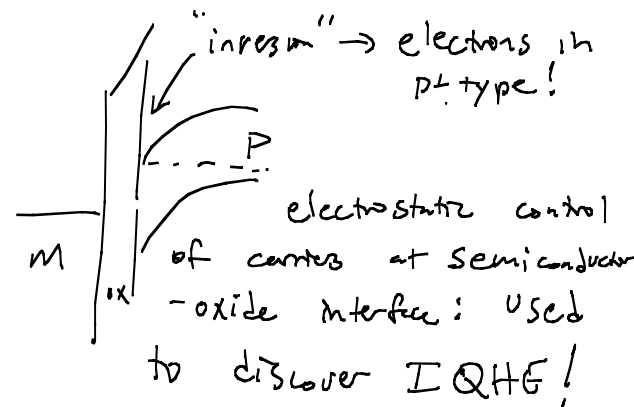 "inversion" → electrons in
p-type!
P
M
ox
electrostatic control
of carriers at semiconductor
-oxide interface: used
to discover IQHE!